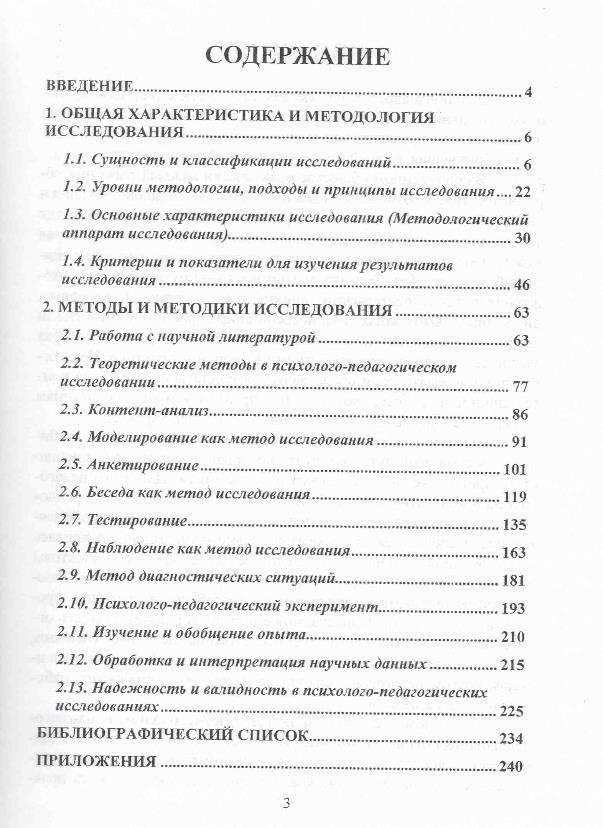 СОДЕРЖАНИЕ
ВВЕДЕНИЕ.......................................................... 4
1. ОБЩАЯ ХАРАКТЕРИСТИКА И МЕТОДОЛОГИЯ
ИССЛЕДОВАНИЯ.................................................. 6
1.1. Сущность и классификации исследований................... 6
1.2. Уровни методологии, подходы и принципы исследования.... 22
1.3. Основные характеристики исследования (Методологический
аппарат исследования)............................................ 30
1.4. Критерии и показатели для изучения результатов
исследования...................................................... 46
2. МЕТОДЫ И МЕТОДИКИ ИССЛЕДОВАНИЯ.................. 63
2.1. Работа с научной литературой............................. 63
2.2. Теоретические методы в психолого-педагогическом
исследовании...................................................... 77
2.3. Контент-анализ............................................... 86
2.4. Моделирование как метод исследования..................... 91
2.5. Анкетирование............................................... 101
2.6. Беседа как метод исследования............................. 119
2.7. Тестирование................................................. 135
2.8. Наблюдение как метод исследования....................... 163
2.9. Метод диагностических ситуаций.......................... 181
2.10. Психолого-педагогический эксперимент.................. 193
2.11. Изучение и обобщение опыта............................... 210
2.12. Обработка и интерпретация научных данных.............. 215
2.13. Надежность и валидность в психолого-педагогических
исследованиях.................................................... 225
БИБЛИОГРАФИЧЕСКИЙ СПИСОК............................. 234
ПРИЛОЖЕНИЯ.................................................... 240
3